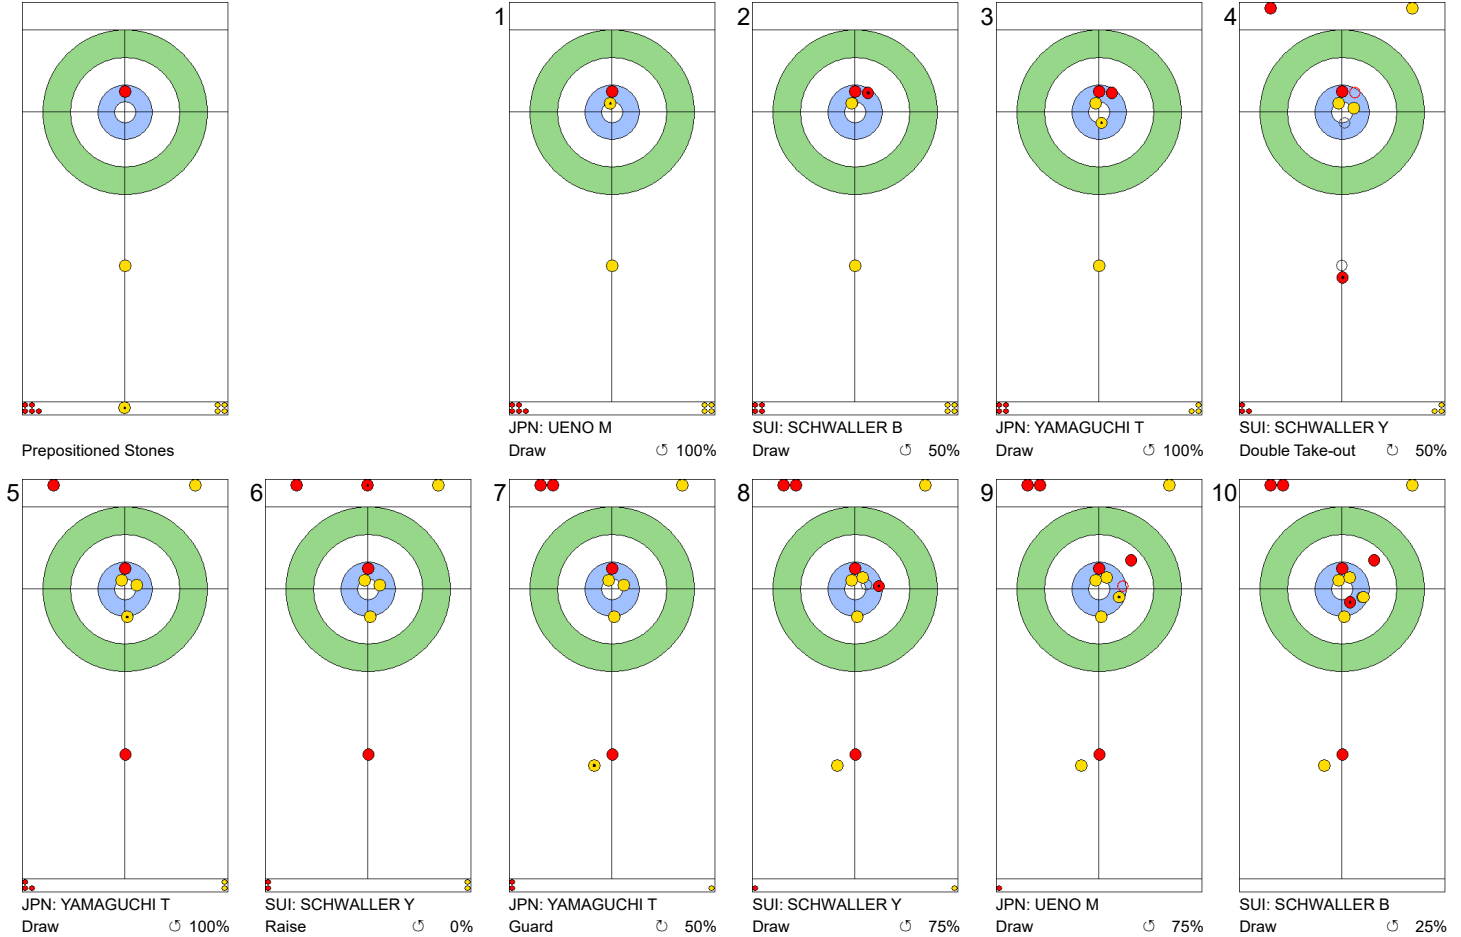 1
2
3
4
Prepositioned Stones
JPN: UENO M
Draw 100%
SUI: SCHWALLER B
Draw 50%
JPN: YAMAGUCHI T
Draw 100%
SUI: SCHWALLER Y
Double Take-out 50%
5
6
7
8
9
10
JPN: YAMAGUCHI T
Draw 100%
SUI: SCHWALLER Y
Raise 0%
JPN: YAMAGUCHI T
Guard 50%
SUI: SCHWALLER Y
Draw 75%
JPN: UENO M
Draw 75%
SUI: SCHWALLER B
Draw 25%